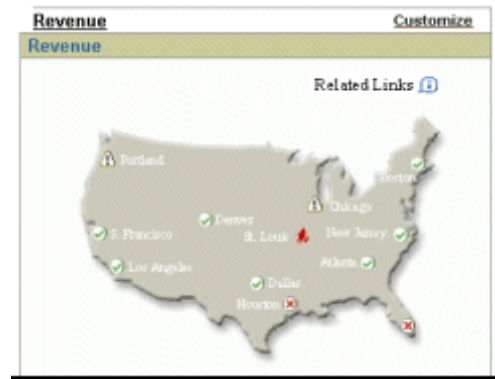 Revenue Customize
Revenue
Related Links
Portland
Boston
Chicago
Denver
S. Francisco
St. Louis
New Jersey
Atlanta
Los Angeles
Dallas
Houston